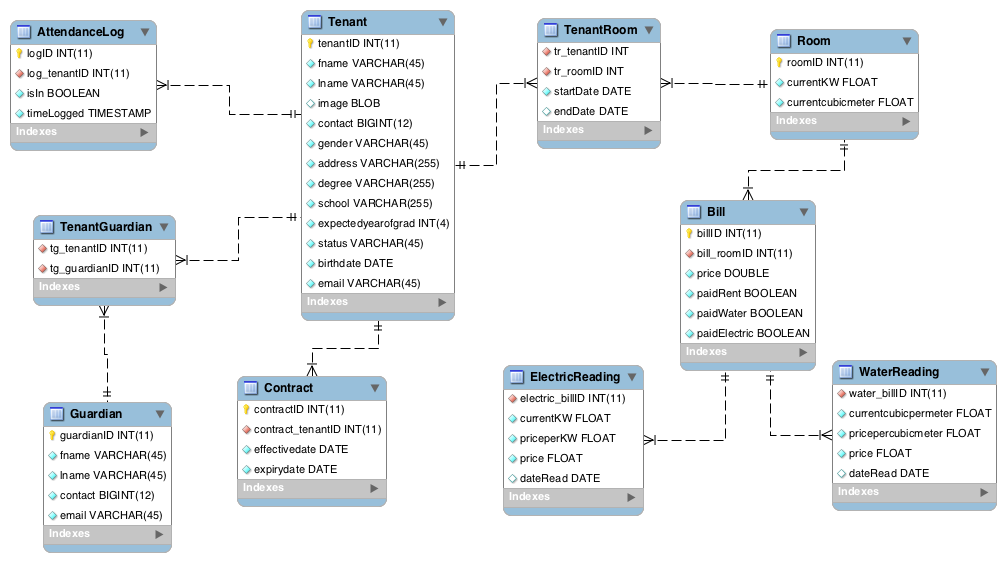 AttendanceLog
logID INT(11)
log_tenantID INT(11)
isIn BOOLEAN
timeLogged TIMESTAMP
Indexes
Tenant
tenantID INT(11)
fname VARCHAR(45)
lname VARCHAR(45)
image BLOB
contact BIGINT(12)
gender VARCHAR(45)
address VARCHAR(255)
degree VARCHAR(255)
school VARCHAR(255)
expectedyearofgrad INT(4)
status VARCHAR(45)
birthdate DATE
email VARCHAR(45)
Indexes
TenantRoom
tr_tenantID INT
tr_roomID INT
startDate DATE
endDate DATE
Indexes
Room
roomID INT(11)
currentKW FLOAT
currentcubicmeter FLOAT
Indexes
TenantGuardian
tg_tenantID INT(11)
tg_guardianID INT(11)
Indexes
Bill
billID INT(11)
bill_roomID INT(11)
price DOUBLE
paidRent BOOLEAN
paidWater BOOLEAN
paidElectric BOOLEAN
Indexes
Guardian
guardianID INT(11)
fname VARCHAR(45)
lname VARCHAR(45)
contact BIGINT(12)
email VARCHAR(45)
Indexes
Contract
contractID INT(11)
contract_tenantID INT(11)
effectivedate DATE
expirydate DATE
Indexes
ElectricReading
electric_billID INT(11)
currentKW FLOAT
priceperKW FLOAT
price FLOAT
dateRead DATE
Indexes
WaterReading
water_billID INT(11)
currentcubicpermeter FLOAT
pricepercubicmeter FLOAT
price FLOAT
dateRead DATE
Indexes